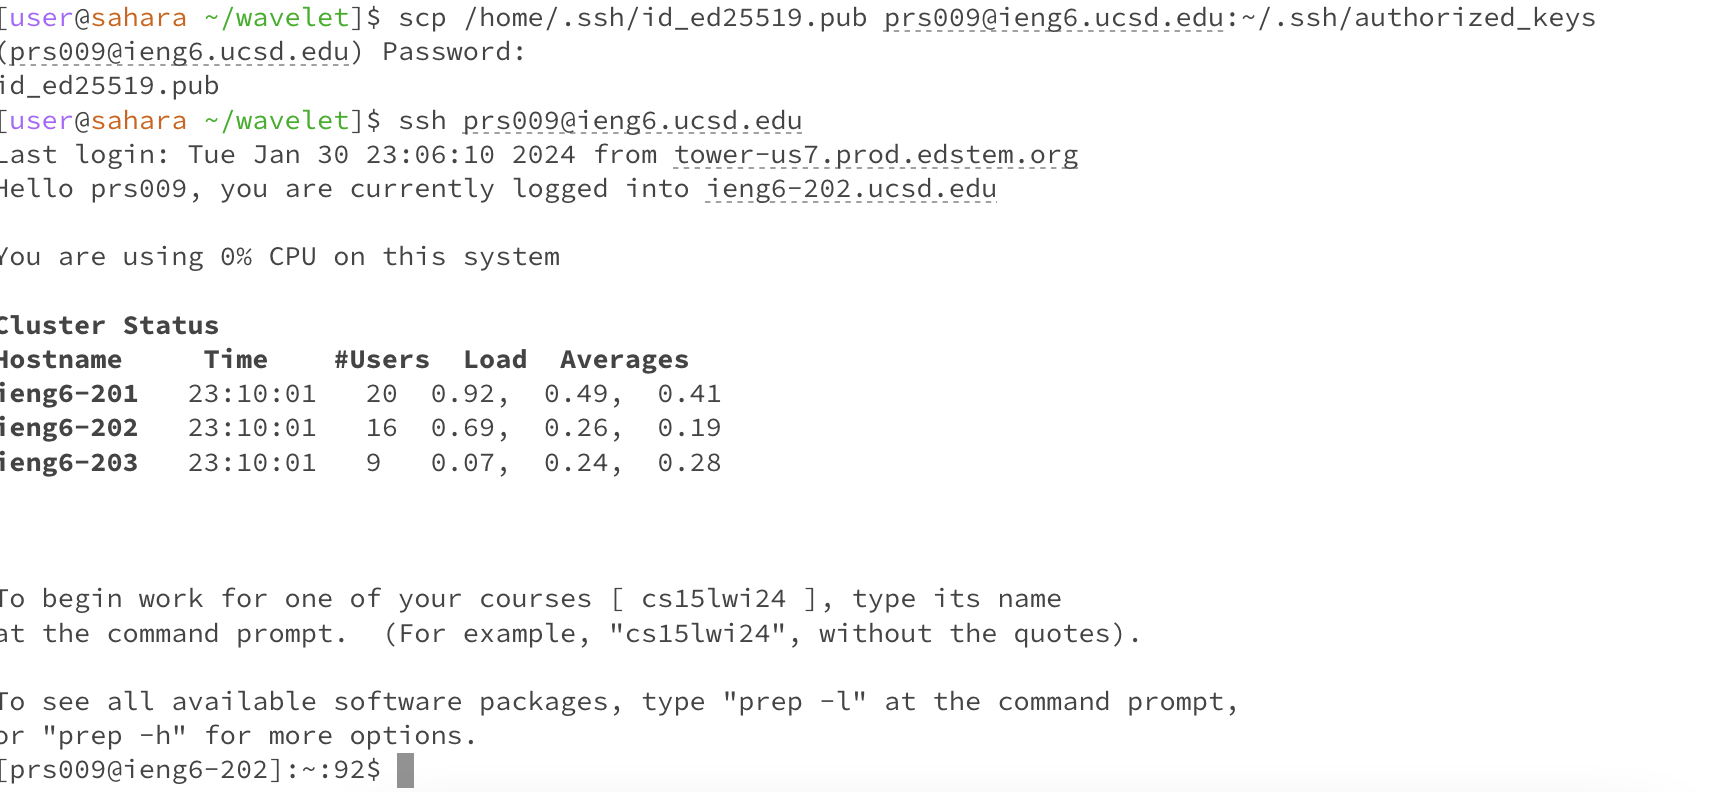 [user@sahara ~/wavelet]$ scp /home/.ssh/id_ed25519.pub prs009@ieng6.ucsd.edu:~/.ssh/authorized_keys
(prs009@ieng6.ucsd.edu) Password:
id_ed25519.pub
[user@sahara ~/wavelet]$ ssh prs009@ieng6.ucsd.edu
Last login: Tue Jan 30 23:06:10 2024 from tower-us7.prod.edstem.org
Hello prs009, you are currently logged into ieng6-202.ucsd.edu
You are using 0% CPU on this system
Cluster Status
Hostname     Time    #Users  Load  Averages
ieng6-201   23:10:01   20  0.92,  0.49,  0.41
ieng6-202   23:10:01   16  0.69,  0.26,  0.19
ieng6-203   23:10:01   9   0.07,  0.24,  0.28
To begin work for one of your courses [ cs15lwi24 ], type its name
at the command prompt.  (For example, "cs15lwi24", without the quotes).
To see all available software packages, type "prep -l" at the command prompt,
or "prep -h" for more options.
[prs009@ieng6-202]:~:92$